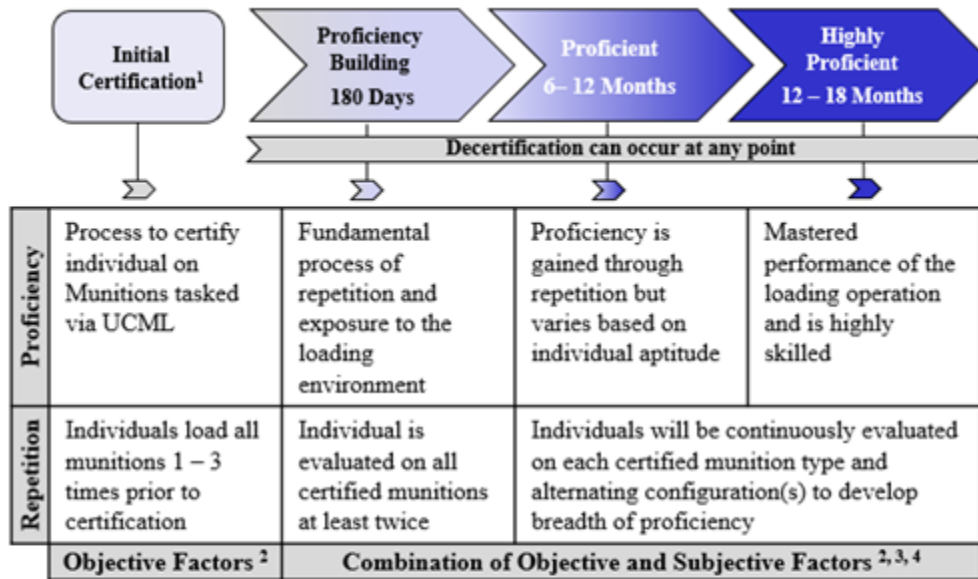 Initial
Certification¹
Proficiency
Building
180 Days
Proficient
6– 12 Months
Highly
Proficient
12 – 18 Months
Decertification can occur at any point
Proficiency
Process to certify
individual on
Munitions tasked
via UCML
Fundamental
process of
repetition and
exposure to the
loading
environment
Proficiency is
gained through
repetition but
varies based on
individual aptitude
Mastered
performance of the
loading operation
and is highly
skilled
Repetition
Individuals load all
munitions 1 – 3
times prior to
certification
Individual is
evaluated on all
certified munitions
at least twice
Individuals will be continuously evaluated
on each certified munition type and
alternating configuration(s) to develop
breadth of proficiency
Objective Factors ²
Combination of Objective and Subjective Factors ²,³,⁴